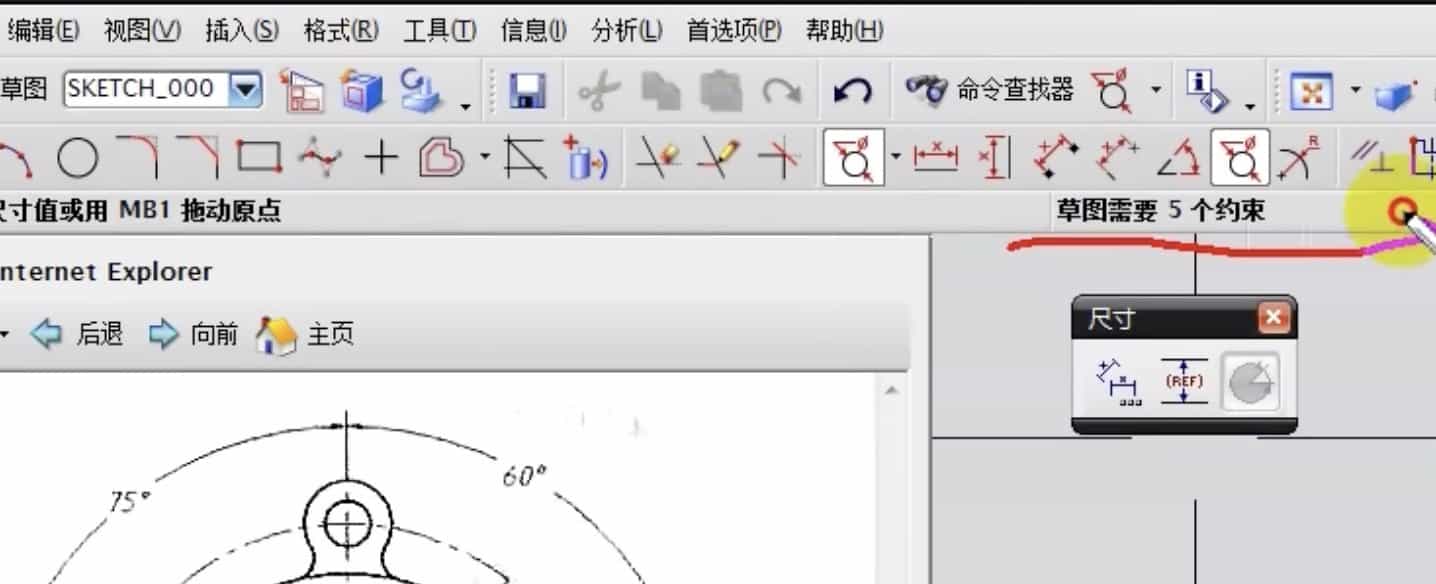 编辑(E) 视图(V) 插入(S) 格式(R) 工具(T) 信息(I) 分析(L) 首选项(P) 帮助(H)
草图 SKETCH_000 命令查找器
尺寸值或用 MB1 拖动原点 草图需要 5 个约束
nternet Explorer
后退 向前 主页
尺寸
(REF)
75°
60°